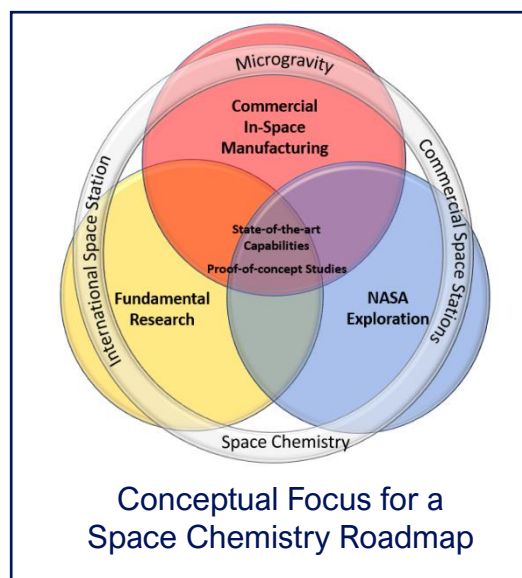 Microgravity
Commercial
In-Space
Manufacturing
International Space Station
Commercial Space Stations
State-of-the-art
Capabilities
Proof-of-concept Studies
Fundamental
Research
NASA
Exploration
Space Chemistry
Conceptual Focus for a
Space Chemistry Roadmap